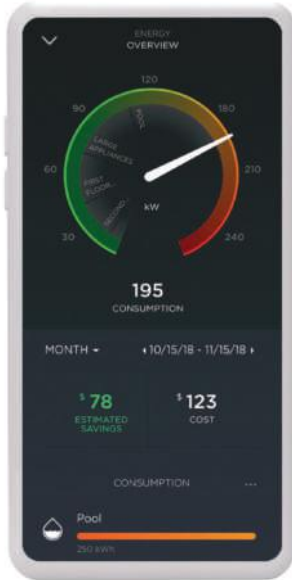 ENERGY
OVERVIEW
120
90
180
60
210
30
240
POOL
LARGE
APPLIANCES
FIRST
FLOOR...
SECOND...
kW
195
CONSUMPTION
MONTH
10/15/18 - 11/15/18
$ 78
ESTIMATED
SAVINGS
$ 123
COST
CONSUMPTION
...
Pool
250 kWh